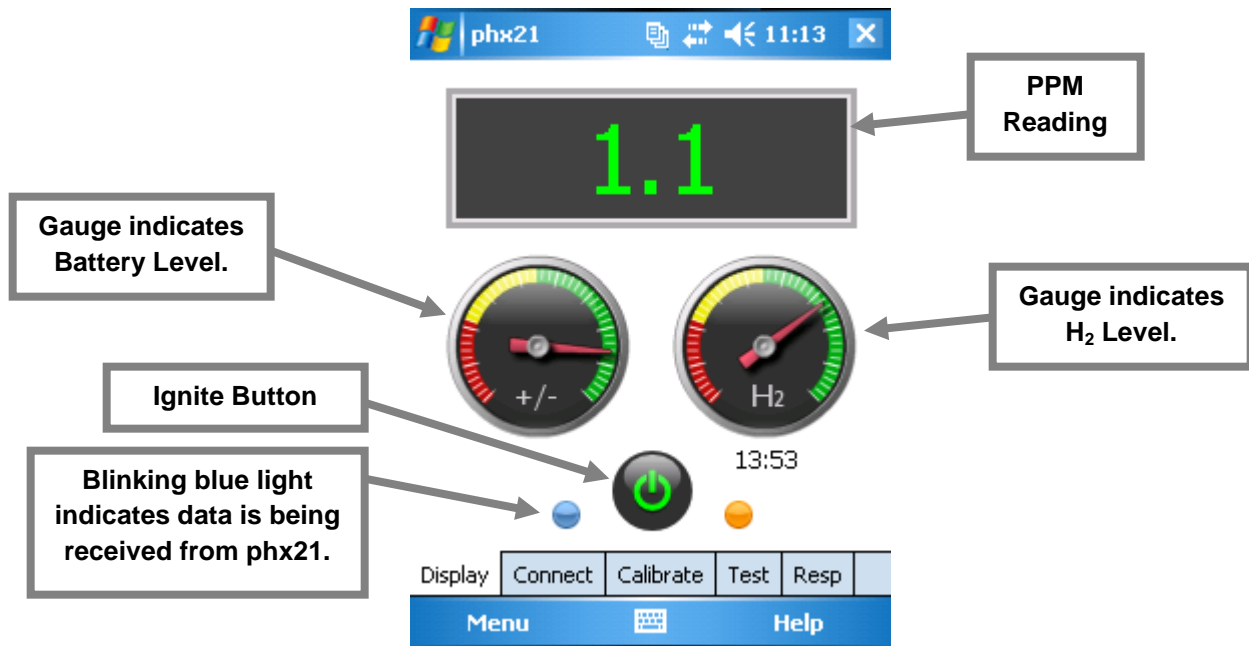 phx21 11:13
PPM
Reading
1.1
Gauge indicates
Battery Level.
Gauge indicates
H₂ Level.
+/-
H2
Ignite Button
13:53
Blinking blue light
indicates data is being
received from phx21.
Display Connect Calibrate Test Resp
Menu Help